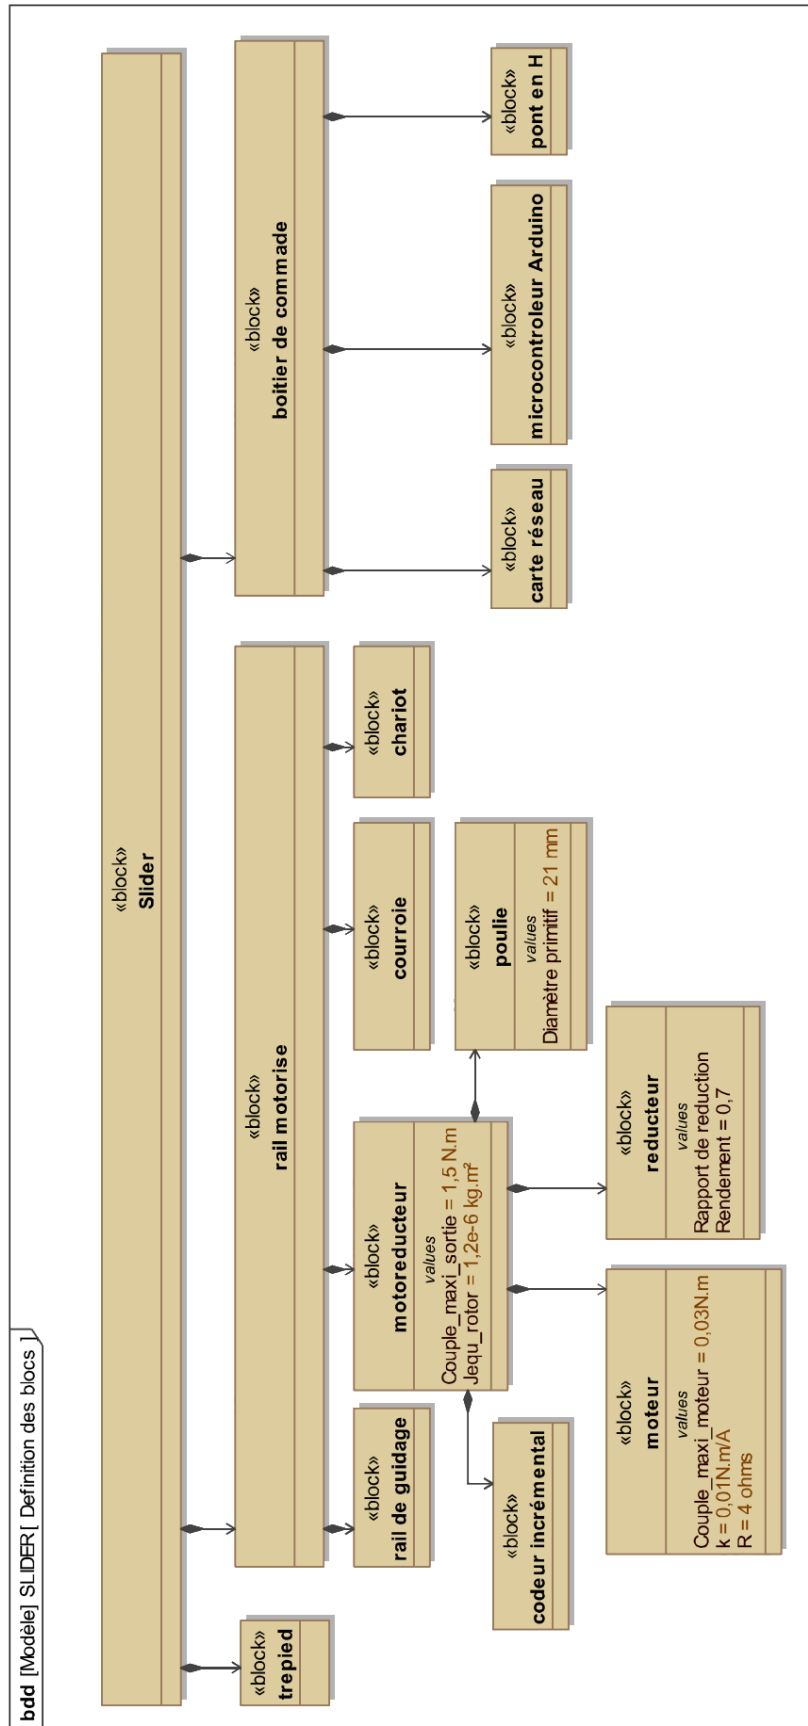 bdd [Modèle] SLIDER [ Definition des blocs ]
«block»
Slider
«block»
trepied
«block»
rail motorise
«block»
boitier de commade
«block»
rail de guidage
«block»
motoreducteur
values
Couple_maxi_sortie = 1,5 N.m
Jequ_rotor = 1,2e-6 kg.m²
«block»
courroie
«block»
chariot
«block»
carte réseau
«block»
microcontroleur Arduino
«block»
pont en H
«block»
codeur incrémental
«block»
poulie
values
Diamètre primitif = 21 mm
«block»
moteur
values
Couple_maxi_moteur = 0,03N.m
k = 0,01N.m/A
R = 4 ohms
«block»
reducteur
values
Rapport de reduction
Rendement = 0,7